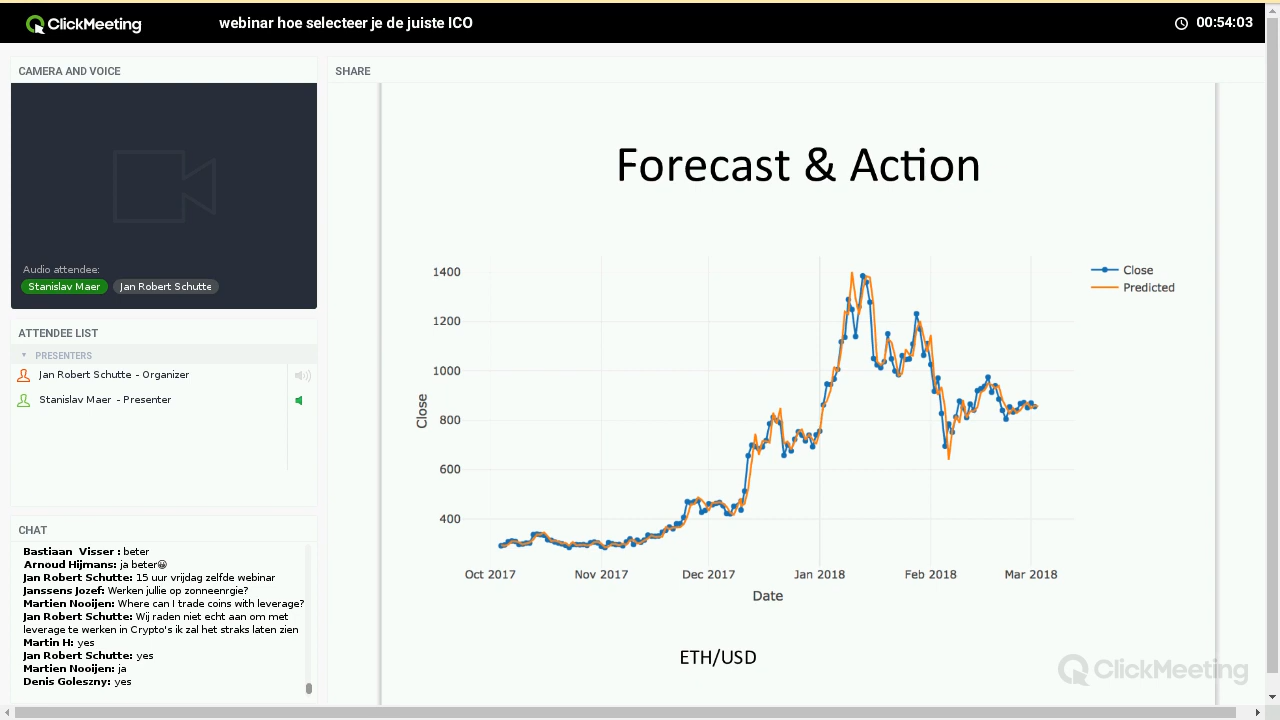 ClickMeeting
webinar hoe selecteer je de juiste ICO
00:54:03
CAMERA AND VOICE
Audio attendee:
Stanislav Maer
Jan Robert Schutte
ATTENDEE LIST
PRESENTERS
Jan Robert Schutte - Organizer
Stanislav Maer - Presenter
CHAT
Bastiaan Visser : beter
Arnoud Hijmans: ja beter😀
Jan Robert Schutte: 15 uur vrijdag zelfde webinar
Janssens Jozef: Werken jullie op zonneenrgie?
Martien Nooijen: Where can I trade coins with leverage?
Jan Robert Schutte: Wij raden niet echt aan om met
leverage te werken in Crypto's ik zal het straks laten zien
Martin H: yes
Jan Robert Schutte: yes
Martien Nooijen: ja
Denis Goleszny: yes
SHARE
Forecast & Action
Close
Predicted
1400
1200
1000
800
600
400
Close
Oct 2017
Nov 2017
Dec 2017
Jan 2018
Feb 2018
Mar 2018
Date
ETH/USD
ClickMeeting